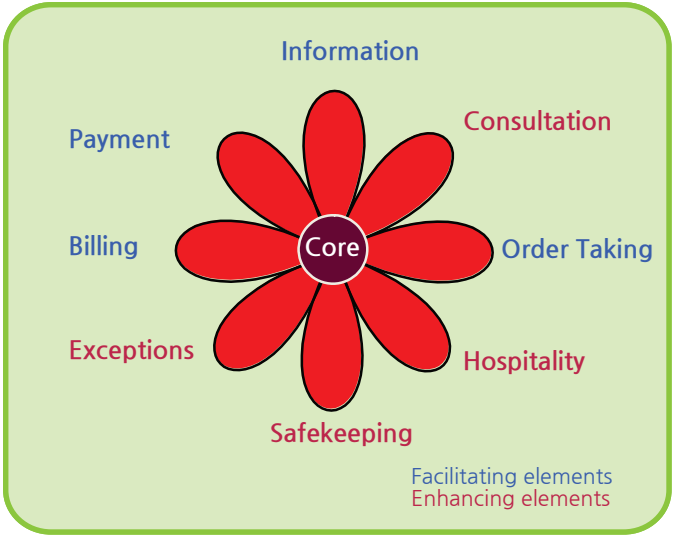 Information
Consultation
Payment
Billing
Core
Order Taking
Exceptions
Hospitality
Safekeeping
Facilitating elements
Enhancing elements